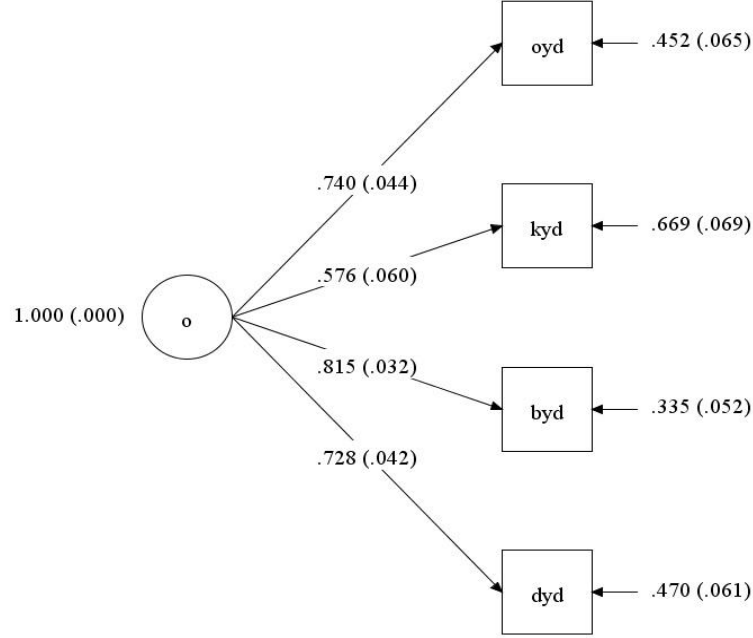 oyd
.452 (.065)
.740 (.044)
kyd
.669 (.069)
.576 (.060)
1.000 (.000)
o
.815 (.032)
byd
.335 (.052)
.728 (.042)
dyd
.470 (.061)